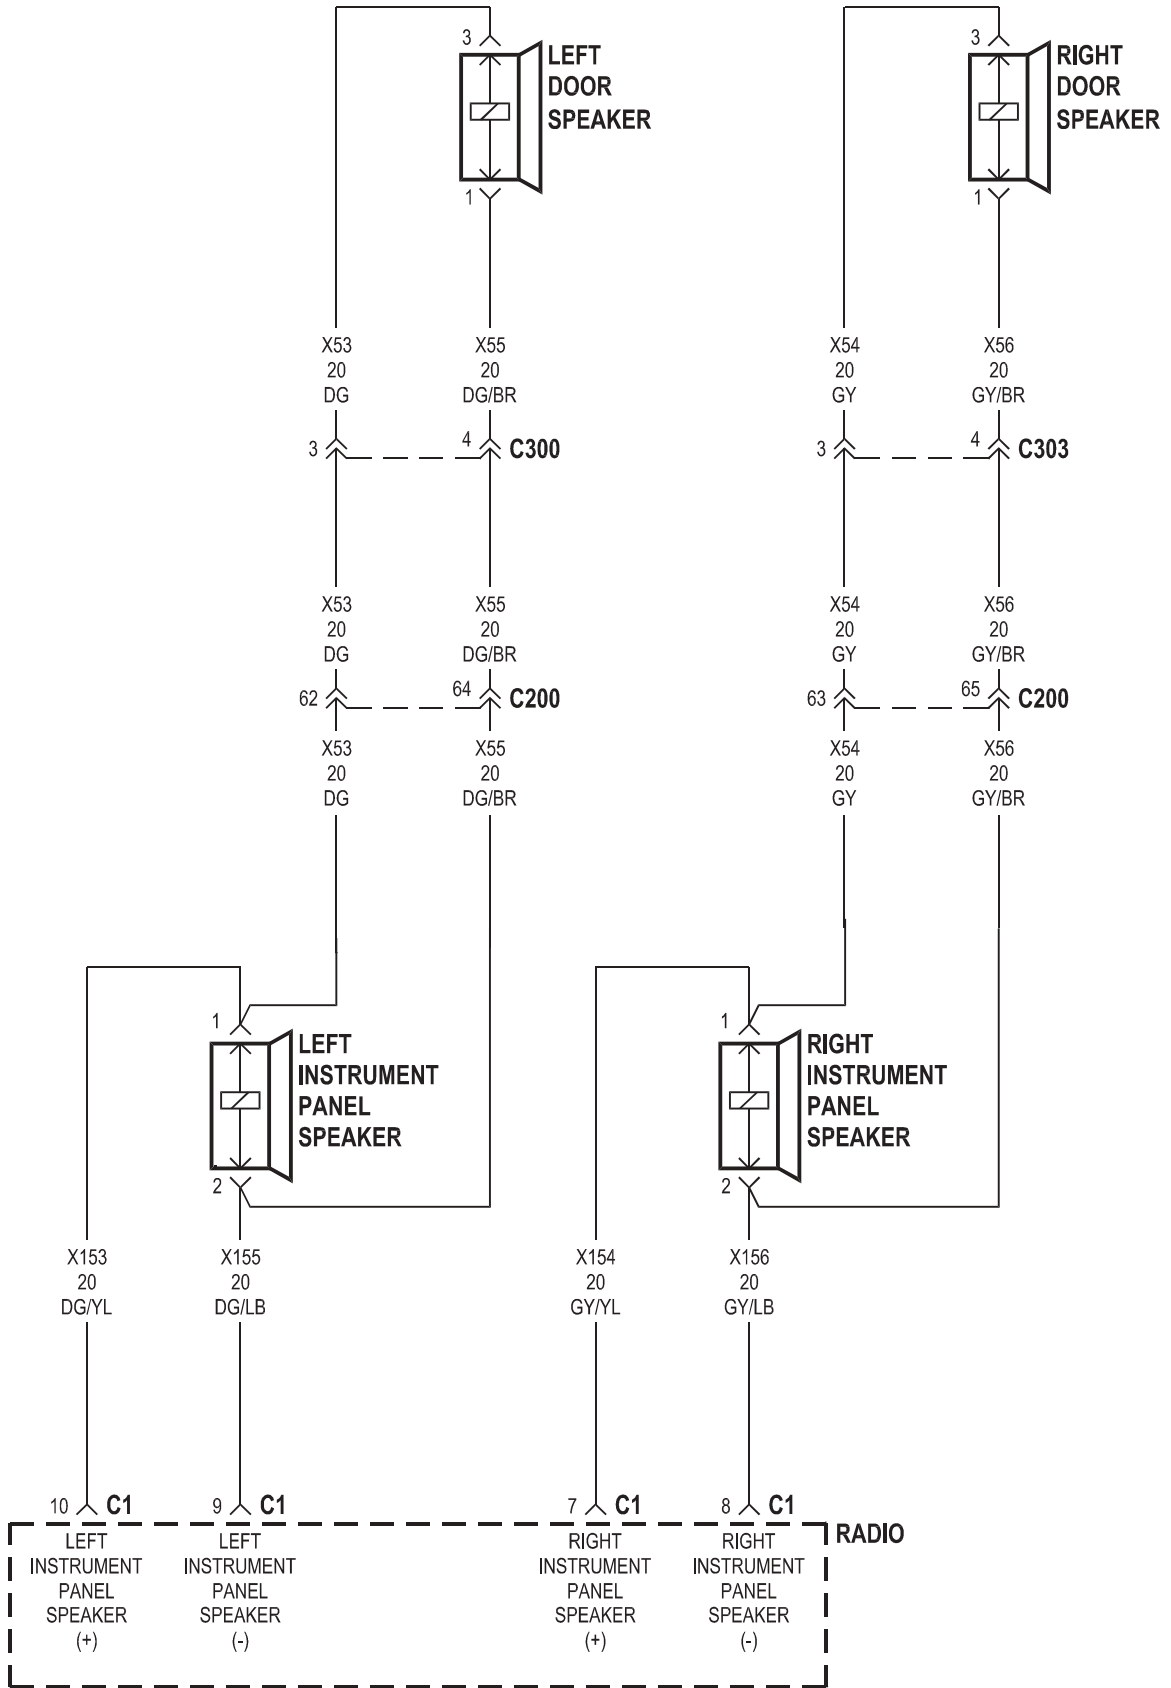 3
LEFT
DOOR
SPEAKER
1
3
RIGHT
DOOR
SPEAKER
1
X53
20
DG
X55
20
DG/BR
X54
20
GY
X56
20
GY/BR
3
4
C300
3
4
C303
X53
20
DG
X55
20
DG/BR
X54
20
GY
X56
20
GY/BR
62
64
C200
63
65
C200
X53
20
DG
X55
20
DG/BR
X54
20
GY
X56
20
GY/BR
1
LEFT
INSTRUMENT
PANEL
SPEAKER
2
1
RIGHT
INSTRUMENT
PANEL
SPEAKER
2
X153
20
DG/YL
X155
20
DG/LB
X154
20
GY/YL
X156
20
GY/LB
10
C1
9
C1
7
C1
8
C1
RADIO
LEFT
INSTRUMENT
PANEL
SPEAKER
(+)
LEFT
INSTRUMENT
PANEL
SPEAKER
(-)
RIGHT
INSTRUMENT
PANEL
SPEAKER
(+)
RIGHT
INSTRUMENT
PANEL
SPEAKER
(-)